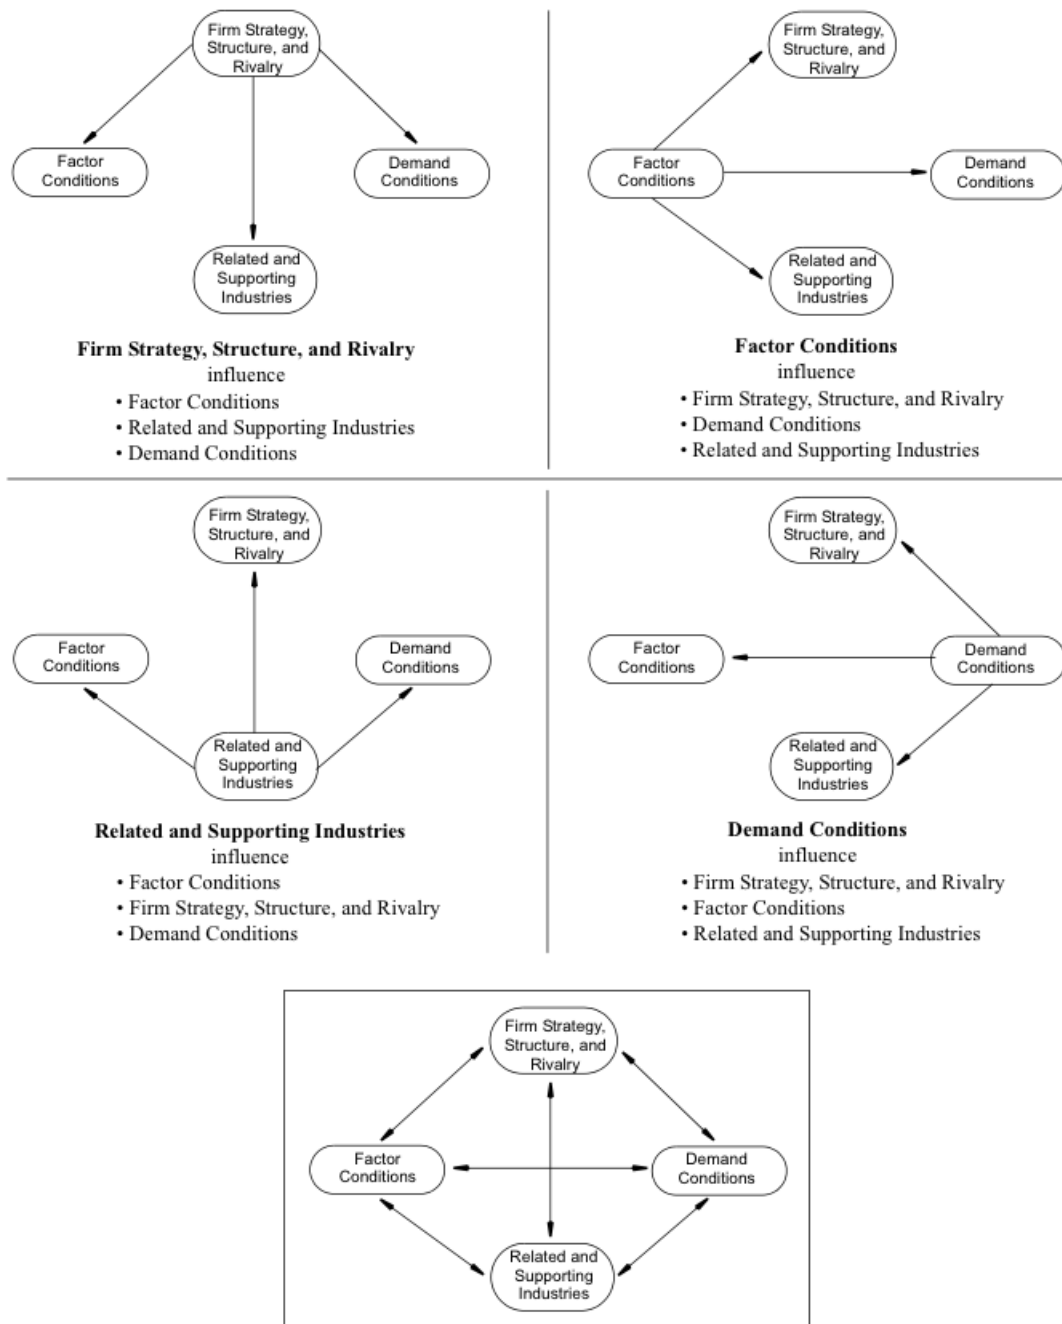 Firm Strategy,
Structure, and
Rivalry
Factor
Conditions
Demand
Conditions
Related and
Supporting
Industries
Firm Strategy, Structure, and Rivalry
influence
• Factor Conditions
• Related and Supporting Industries
• Demand Conditions
Firm Strategy,
Structure, and
Rivalry
Factor
Conditions
Demand
Conditions
Related and
Supporting
Industries
Factor Conditions
influence
• Firm Strategy, Structure, and Rivalry
• Demand Conditions
• Related and Supporting Industries
Firm Strategy,
Structure, and
Rivalry
Factor
Conditions
Demand
Conditions
Related and
Supporting
Industries
Related and Supporting Industries
influence
• Factor Conditions
• Firm Strategy, Structure, and Rivalry
• Demand Conditions
Firm Strategy,
Structure, and
Rivalry
Factor
Conditions
Demand
Conditions
Related and
Supporting
Industries
Demand Conditions
influence
• Firm Strategy, Structure, and Rivalry
• Factor Conditions
• Related and Supporting Industries
Firm Strategy,
Structure, and
Rivalry
Factor
Conditions
Demand
Conditions
Related and
Supporting
Industries